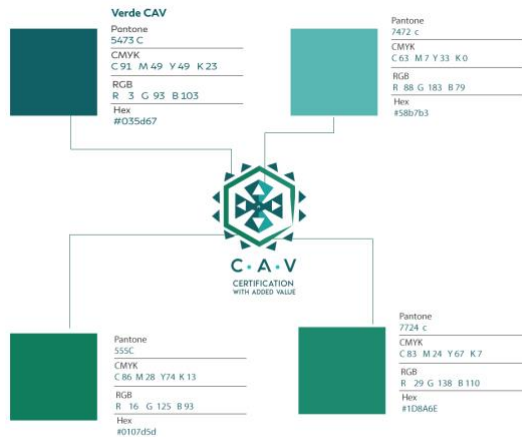 Verde CAV
Pantone
5473 C
CMYK
C 91 M 49 Y 49 K 23
RGB
R 3 G 93 B 103
Hex
#035d67
Pantone
7472 c
CMYK
C 63 M 7 Y 33 K 0
RGB
R 88 G 183 B 79
Hex
#58b7b3
C·A·V
CERTIFICATION
WITH ADDED VALUE
Pantone
555C
CMYK
C 86 M 28 Y74 K 13
RGB
R 16 G 125 B 93
Hex
#0107d5d
Pantone
7724 c
CMYK
C 83 M 24 Y 67 K 7
RGB
R 29 G 138 B 110
Hex
#1D8A6E